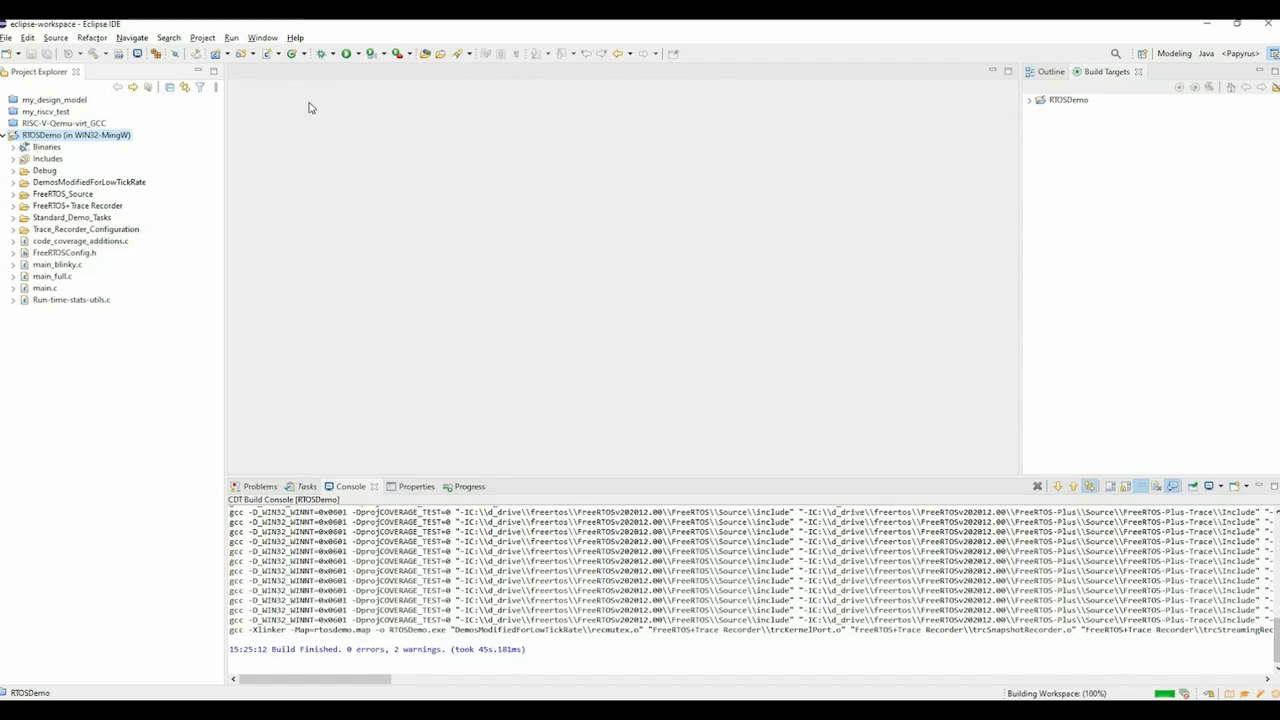 eclipse-workspace - Eclipse IDE
File Edit Source Refactor Navigate Search Project Run Window Help
Modeling Java <Papyrus>
Project Explorer
my_design_model
my_riscv_test
RISC-V-Qemu-virt_GCC
RTOSDemo (in WIN32-MingW)
Binaries
Includes
Debug
DemosModifiedForLowTickRate
FreeRTOS_Source
FreeRTOS+Trace Recorder
Standard_Demo_Tasks
Trace_Recorder_Configuration
code_coverage_additions.c
FreeRTOSConfig.h
main_blinky.c
main_full.c
main.c
Run-time-stats-utils.c
Outline Build Targets
RTOSDemo
Problems Tasks Console Properties Progress
CDT Build Console [RTOSDemo]
gcc -D_WIN32_WINNT=0x0601 -DprojCOVERAGE_TEST=0 "-IC:\\d_drive\\freertos\\FreeRTOSv202012.00\\FreeRTOS\\Source\\include" "-IC:\\d_drive\\freertos\\FreeRTOSv202012.00\\FreeRTOS-Plus\\Source\\FreeRTOS-Plus-Trace\\Include" "-
gcc -D_WIN32_WINNT=0x0601 -DprojCOVERAGE_TEST=0 "-IC:\\d_drive\\freertos\\FreeRTOSv202012.00\\FreeRTOS\\Source\\include" "-IC:\\d_drive\\freertos\\FreeRTOSv202012.00\\FreeRTOS-Plus\\Source\\FreeRTOS-Plus-Trace\\Include" "-
gcc -D_WIN32_WINNT=0x0601 -DprojCOVERAGE_TEST=0 "-IC:\\d_drive\\freertos\\FreeRTOSv202012.00\\FreeRTOS\\Source\\include" "-IC:\\d_drive\\freertos\\FreeRTOSv202012.00\\FreeRTOS-Plus\\Source\\FreeRTOS-Plus-Trace\\Include" "-
gcc -D_WIN32_WINNT=0x0601 -DprojCOVERAGE_TEST=0 "-IC:\\d_drive\\freertos\\FreeRTOSv202012.00\\FreeRTOS\\Source\\include" "-IC:\\d_drive\\freertos\\FreeRTOSv202012.00\\FreeRTOS-Plus\\Source\\FreeRTOS-Plus-Trace\\Include" "-
gcc -D_WIN32_WINNT=0x0601 -DprojCOVERAGE_TEST=0 "-IC:\\d_drive\\freertos\\FreeRTOSv202012.00\\FreeRTOS\\Source\\include" "-IC:\\d_drive\\freertos\\FreeRTOSv202012.00\\FreeRTOS-Plus\\Source\\FreeRTOS-Plus-Trace\\Include" "-
gcc -D_WIN32_WINNT=0x0601 -DprojCOVERAGE_TEST=0 "-IC:\\d_drive\\freertos\\FreeRTOSv202012.00\\FreeRTOS\\Source\\include" "-IC:\\d_drive\\freertos\\FreeRTOSv202012.00\\FreeRTOS-Plus\\Source\\FreeRTOS-Plus-Trace\\Include" "-
gcc -D_WIN32_WINNT=0x0601 -DprojCOVERAGE_TEST=0 "-IC:\\d_drive\\freertos\\FreeRTOSv202012.00\\FreeRTOS\\Source\\include" "-IC:\\d_drive\\freertos\\FreeRTOSv202012.00\\FreeRTOS-Plus\\Source\\FreeRTOS-Plus-Trace\\Include" "-
gcc -D_WIN32_WINNT=0x0601 -DprojCOVERAGE_TEST=0 "-IC:\\d_drive\\freertos\\FreeRTOSv202012.00\\FreeRTOS\\Source\\include" "-IC:\\d_drive\\freertos\\FreeRTOSv202012.00\\FreeRTOS-Plus\\Source\\FreeRTOS-Plus-Trace\\Include" "-
gcc -D_WIN32_WINNT=0x0601 -DprojCOVERAGE_TEST=0 "-IC:\\d_drive\\freertos\\FreeRTOSv202012.00\\FreeRTOS\\Source\\include" "-IC:\\d_drive\\freertos\\FreeRTOSv202012.00\\FreeRTOS-Plus\\Source\\FreeRTOS-Plus-Trace\\Include" "-
gcc -D_WIN32_WINNT=0x0601 -DprojCOVERAGE_TEST=0 "-IC:\\d_drive\\freertos\\FreeRTOSv202012.00\\FreeRTOS\\Source\\include" "-IC:\\d_drive\\freertos\\FreeRTOSv202012.00\\FreeRTOS-Plus\\Source\\FreeRTOS-Plus-Trace\\Include" "-
gcc -D_WIN32_WINNT=0x0601 -DprojCOVERAGE_TEST=0 "-IC:\\d_drive\\freertos\\FreeRTOSv202012.00\\FreeRTOS\\Source\\include" "-IC:\\d_drive\\freertos\\FreeRTOSv202012.00\\FreeRTOS-Plus\\Source\\FreeRTOS-Plus-Trace\\Include" "-
gcc -D_WIN32_WINNT=0x0601 -DprojCOVERAGE_TEST=0 "-IC:\\d_drive\\freertos\\FreeRTOSv202012.00\\FreeRTOS\\Source\\include" "-IC:\\d_drive\\freertos\\FreeRTOSv202012.00\\FreeRTOS-Plus\\Source\\FreeRTOS-Plus-Trace\\Include" "-
gcc -Xlinker -Map=rtosdemo.map -o RTOSDemo.exe "DemosModifiedForLowTickRate\\recmutex.o" "FreeRTOS+Trace Recorder\\trcKernelPort.o" "FreeRTOS+Trace Recorder\\trcSnapshotRecorder.o" "FreeRTOS+Trace Recorder\\trcStreamingRec
15:25:12 Build Finished. 0 errors, 2 warnings. (took 45s.181ms)
RTOSDemo
Building Workspace: (100%)